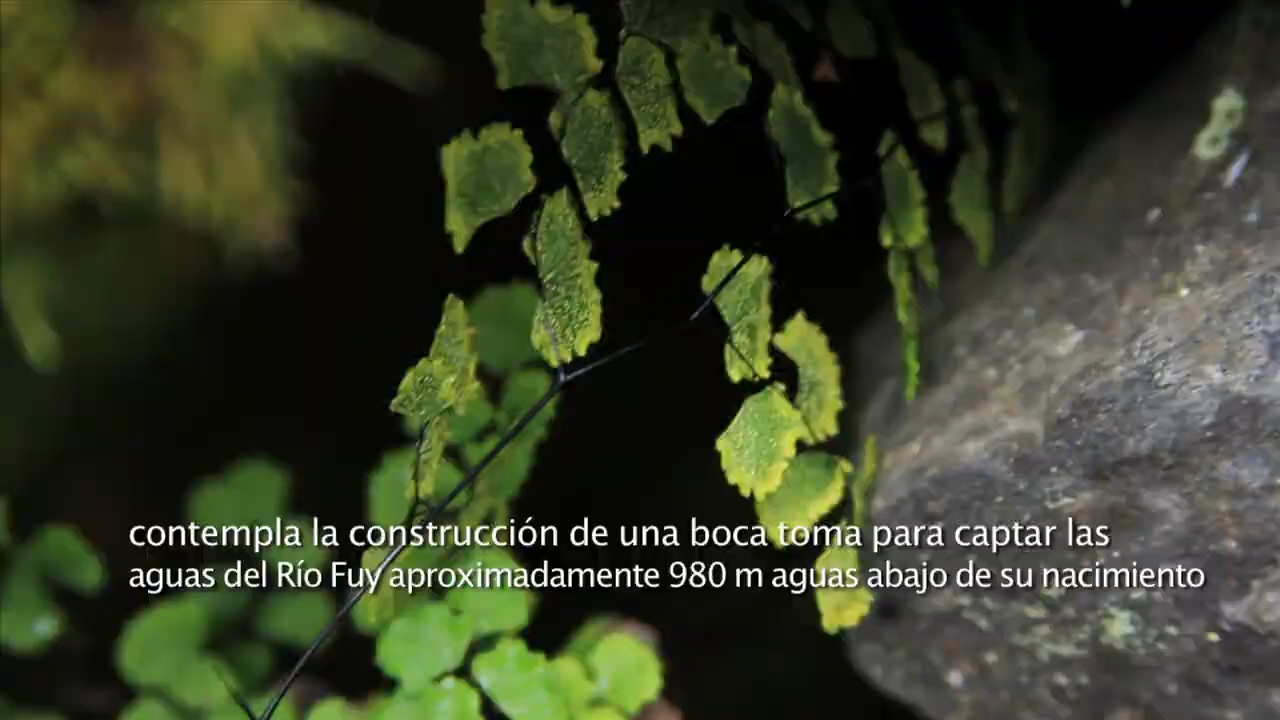 contempla la construcción de una boca toma para captar las
aguas del Río Fuy aproximadamente 980 m aguas abajo de su nacimiento